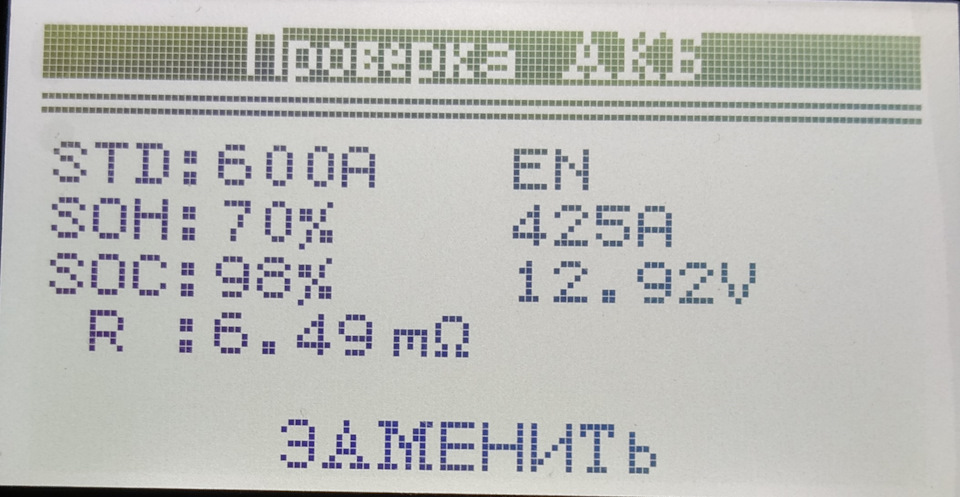 Проверка АКБ
STD:600A EN
SOH:70% 425A
SOC:98% 12.92V
R :6.49mΩ
ЗАМЕНИТЬ